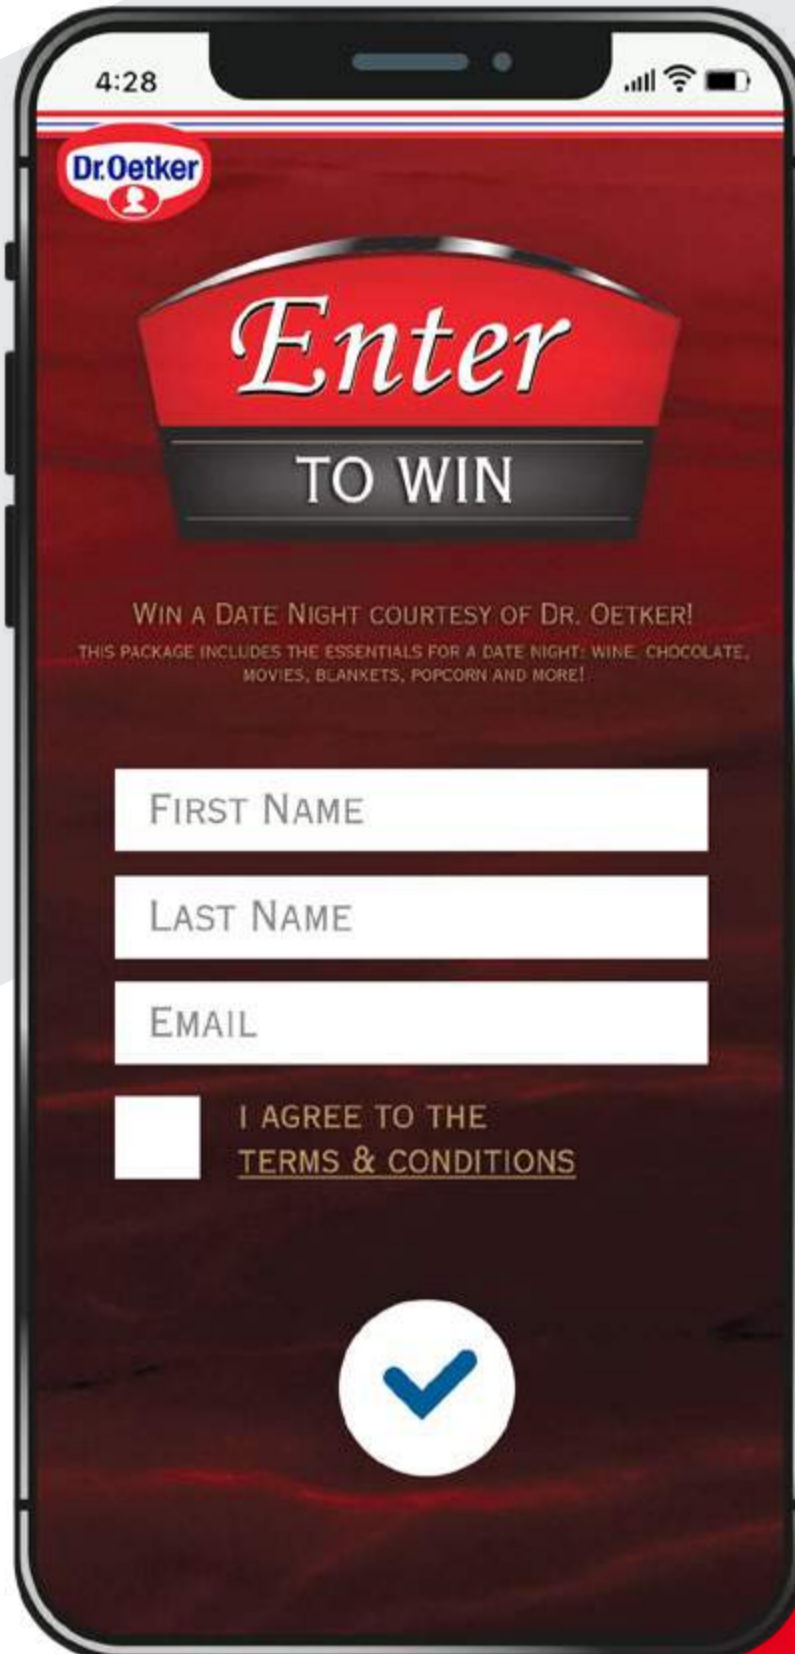 4:28
Dr.Oetker
Enter
TO WIN
WIN A DATE NIGHT COURTESY OF DR. OETKER!
THIS PACKAGE INCLUDES THE ESSENTIALS FOR A DATE NIGHT: WINE, CHOCOLATE,
MOVIES, BLANKETS, POPCORN AND MORE!
FIRST NAME
LAST NAME
EMAIL
I AGREE TO THE
TERMS & CONDITIONS